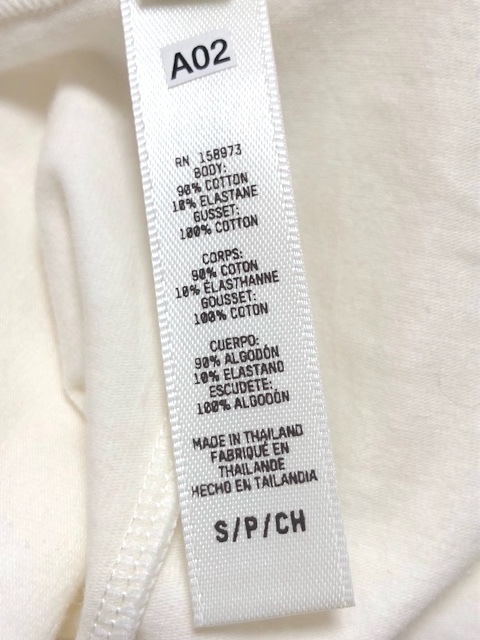 A02
RN 158973
BODY:
90% COTTON
10% ELASTANE
GUSSET:
100% COTTON
CORPS:
90% COTON
10% ÉLASTHANNE
GOUSSET:
100% COTON
CUERPO:
90% ALGODÓN
10% ELASTANO
ESCUDETE:
100% ALGODÓN
MADE IN THAILAND
FABRIQUÉ EN
THAÏLANDE
HECHO EN TAILANDIA
S/P/CH